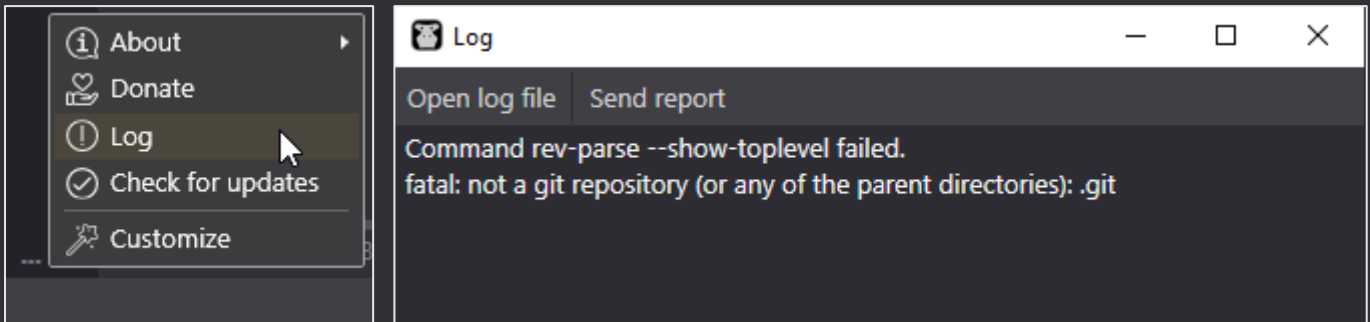 About
Donate
Log
Check for updates
Customize
...
Log
Open log file
Send report
Command rev-parse --show-toplevel failed.
fatal: not a git repository (or any of the parent directories): .git